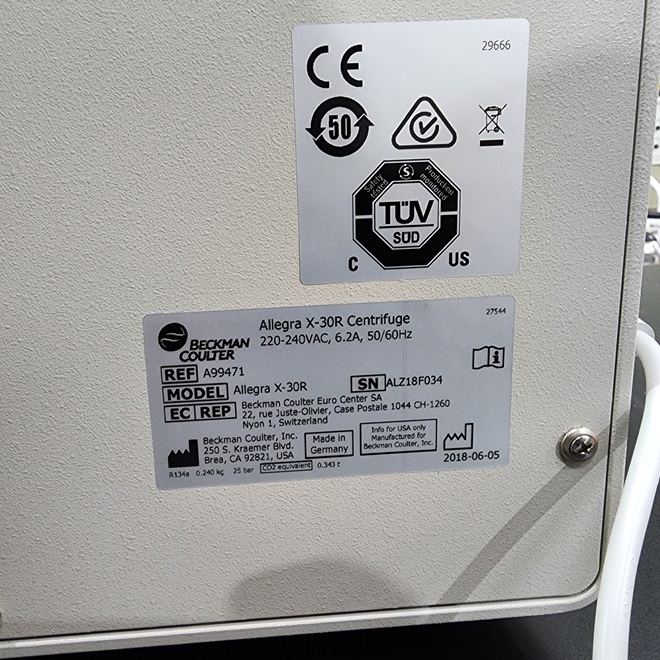 CE
29666
50
Safety tested
Production monitored
TÜV
SÜD
C US
27544
BECKMAN
COULTER
Allegra X-30R Centrifuge
220-240VAC, 6.2A, 50/60Hz
REF A99471
MODEL Allegra X-30R SN ALZ18F034
EC REP Beckman Coulter Euro Center SA
22, rue Juste-Olivier, Case Postale 1044 CH-1260
Nyon 1, Switzerland
Beckman Coulter, Inc.
250 S. Kraemer Blvd.
Brea, CA 92821, USA
Made in
Germany
Info for USA only
Manufactured for
Beckman Coulter, Inc.
2018-06-05
R134a 0.240 kg 25 bar CO2 equivalent 0.343 t